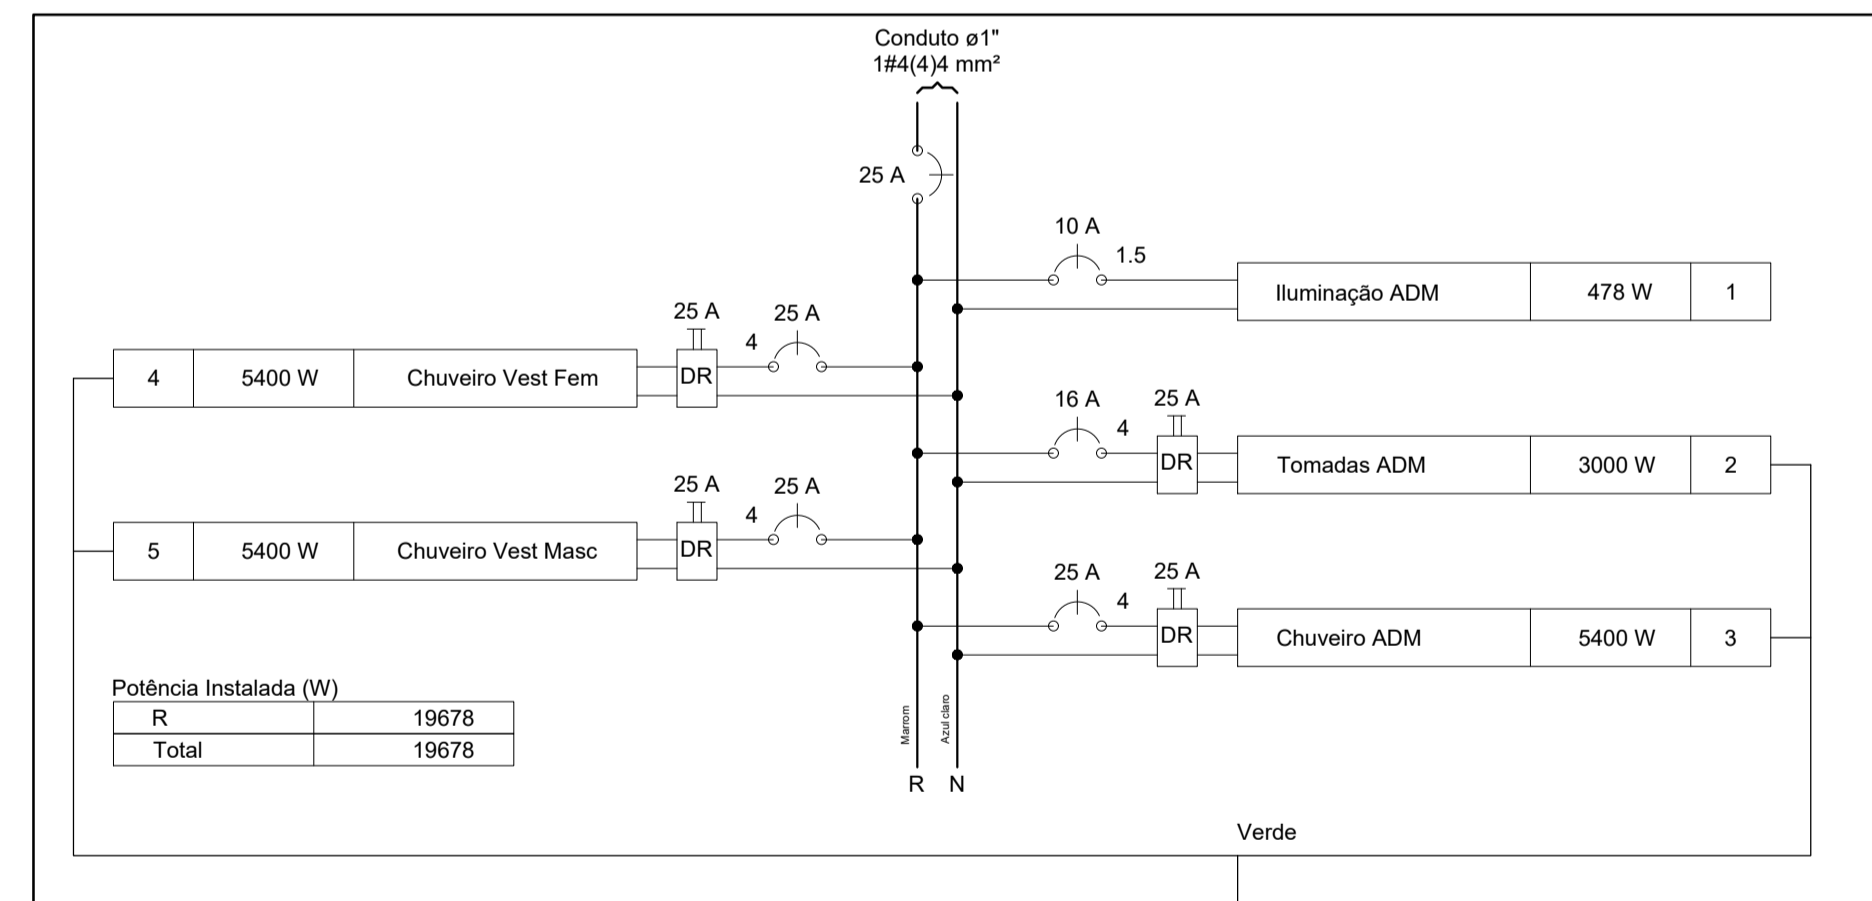 Conduto ø1"
1#4(4)4 mm²
25 A
10 A
1.5
Iluminação ADM 478 W 1
25 A 25 A
4
4 5400 W Chuveiro Vest Fem DR
16 A 25 A
4
DR Tomadas ADM 3000 W 2
25 A 25 A
4
5 5400 W Chuveiro Vest Masc DR
25 A 25 A
4
DR Chuveiro ADM 5400 W 3
Potência Instalada (W)
R 19678
Total 19678
Marrom
Azul claro
R N
Verde